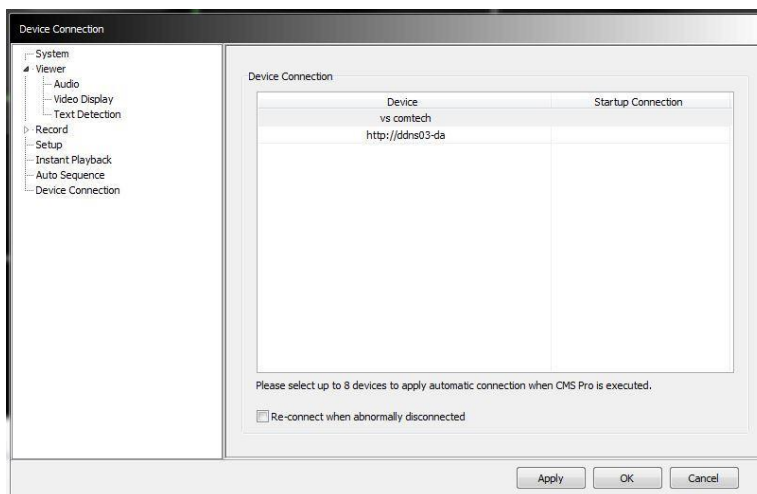 Device Connection
System
Viewer
Audio
Video Display
Text Detection
Record
Setup
Instant Playback
Auto Sequence
Device Connection
Device Connection
Device Startup Connection
vs comtech
http://ddns03-da
Please select up to 8 devices to apply automatic connection when CMS Pro is executed.
Re-connect when abnormally disconnected
Apply OK Cancel